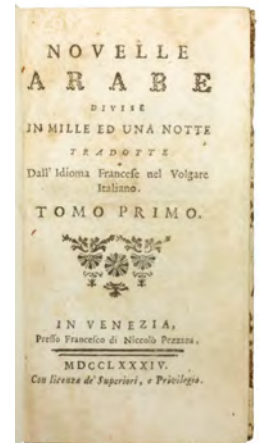 NOVELLE
ARABE
DIVISE
IN MILLE ED UNA NOTTE
TRADOTTE
Dall' Idioma Francese nel Volgare
Italiano.
TOMO PRIMO.
IN VENEZIA,
Presso Francesco di Niccolò Pezzana,
MDCCLXXXIV.
Con licenza de' Superiori, e Privilegio.